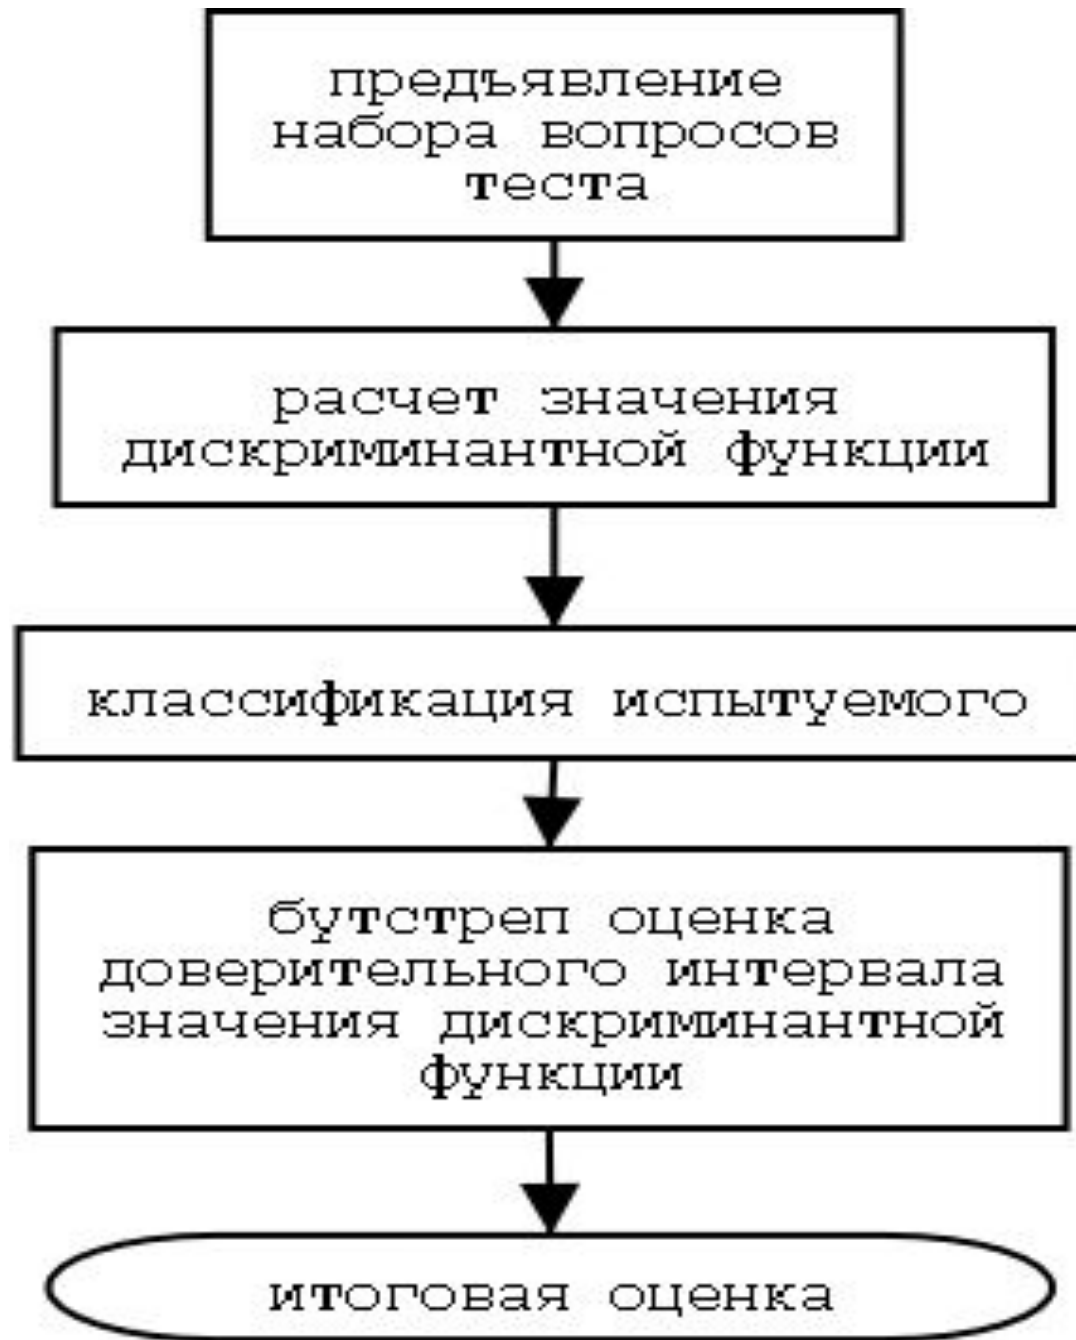 предъявление
набора вопросов
теста
расчет значения
дискриминантной функции
классификация испытуемого
бутстреп оценка
доверительного интервала
значения дискриминантной
функции
итоговая оценка